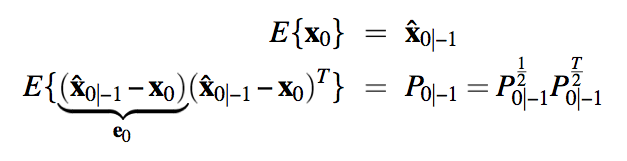 E{x₀} = x̂₀|₋₁
E{(x̂₀|₋₁ − x₀)(x̂₀|₋₁ − x₀)ᵀ} = P₀|₋₁ = P₀|₋₁^{1/2} P₀|₋₁^{T/2}
e₀